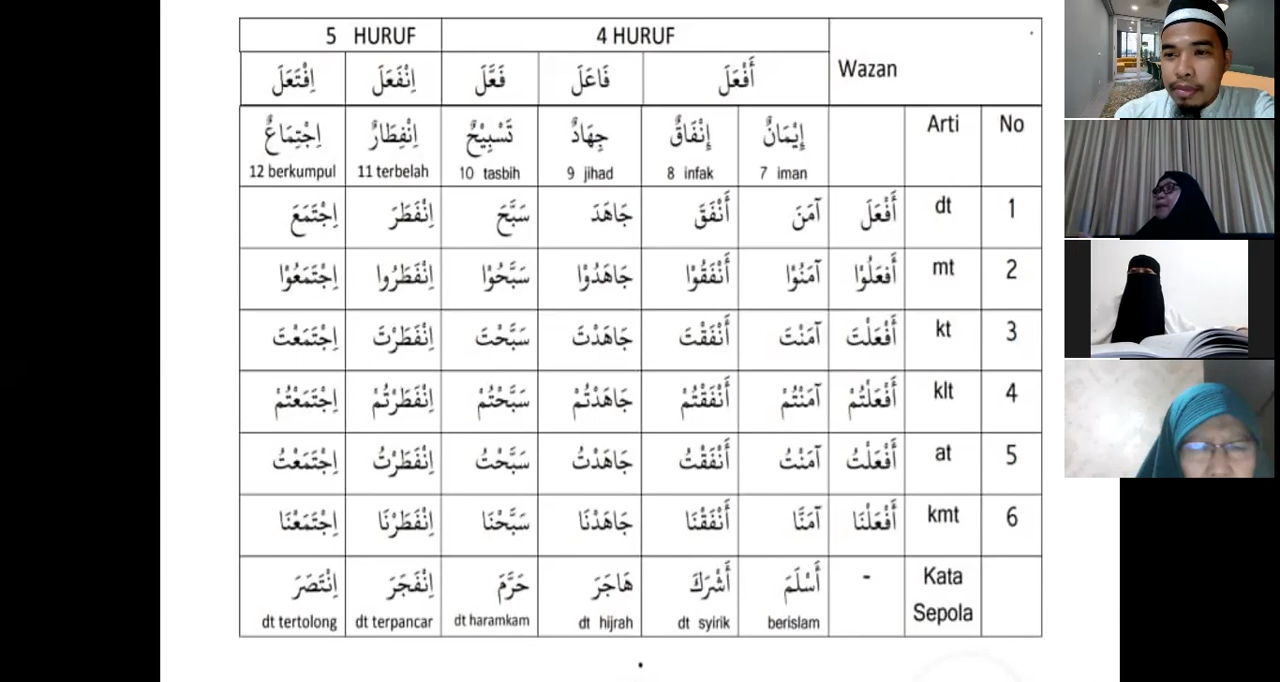 5 HURUF 4 HURUF Wazan
اِفْتَعَلَ اِنْفَعَلَ فَعَّلَ فَاعَلَ أَفْعَلَ
اِجْتِمَاعٌ اِنْفِطَارٌ تَسْبِيْحٌ جِهَادٌ إِنْفَاقٌ إِيْمَانٌ Arti No
12 berkumpul 11 terbelah 10 tasbih 9 jihad 8 infak 7 iman
اِجْتَمَعَ اِنْفَطَرَ سَبَّحَ جَاهَدَ أَنْفَقَ آمَنَ أَفْعَلَ dt 1
اِجْتَمَعُوْا اِنْفَطَرُوا سَبَّحُوْا جَاهَدُوْا أَنْفَقُوْا آمَنُوْا أَفعَلُوْا mt 2
اِجْتَمَعْتَ اِنْفَطَرْتَ سَبَّحْتَ جَاهَدْتَ أَنْفَقْتَ آمَنْتَ أَفْعَلْتَ kt 3
اِجْتَمَعْتُمْ اِنْفَطَرْتُمْ سَبَّحْتُمْ جَاهَدْتُمْ أَنْفَقْتُمْ آمَنْتُمْ أَفْعَلْتُمْ klt 4
اِجْتَمَعْتُ اِنْفَطَرْتُ سَبَّحْتُ جَاهَدْتُ أَنْفَقْتُ آمَنْتُ أَفْعَلْتُ at 5
اِجْتَمَعْنَا اِنْفَطَرْنَا سَبَّحْنَا جَاهَدْنَا أَنْفَقْنَا آمَنَّا أَفْعَلْنَا kmt 6
اِنْتَصَرَ اِنْفَجَرَ حَرَّمَ هَاجَرَ أَشْرَكَ أَسْلَمَ - Kata
dt tertolong dt terpancar dt haramkam dt hijrah dt syirik berislam Sepola